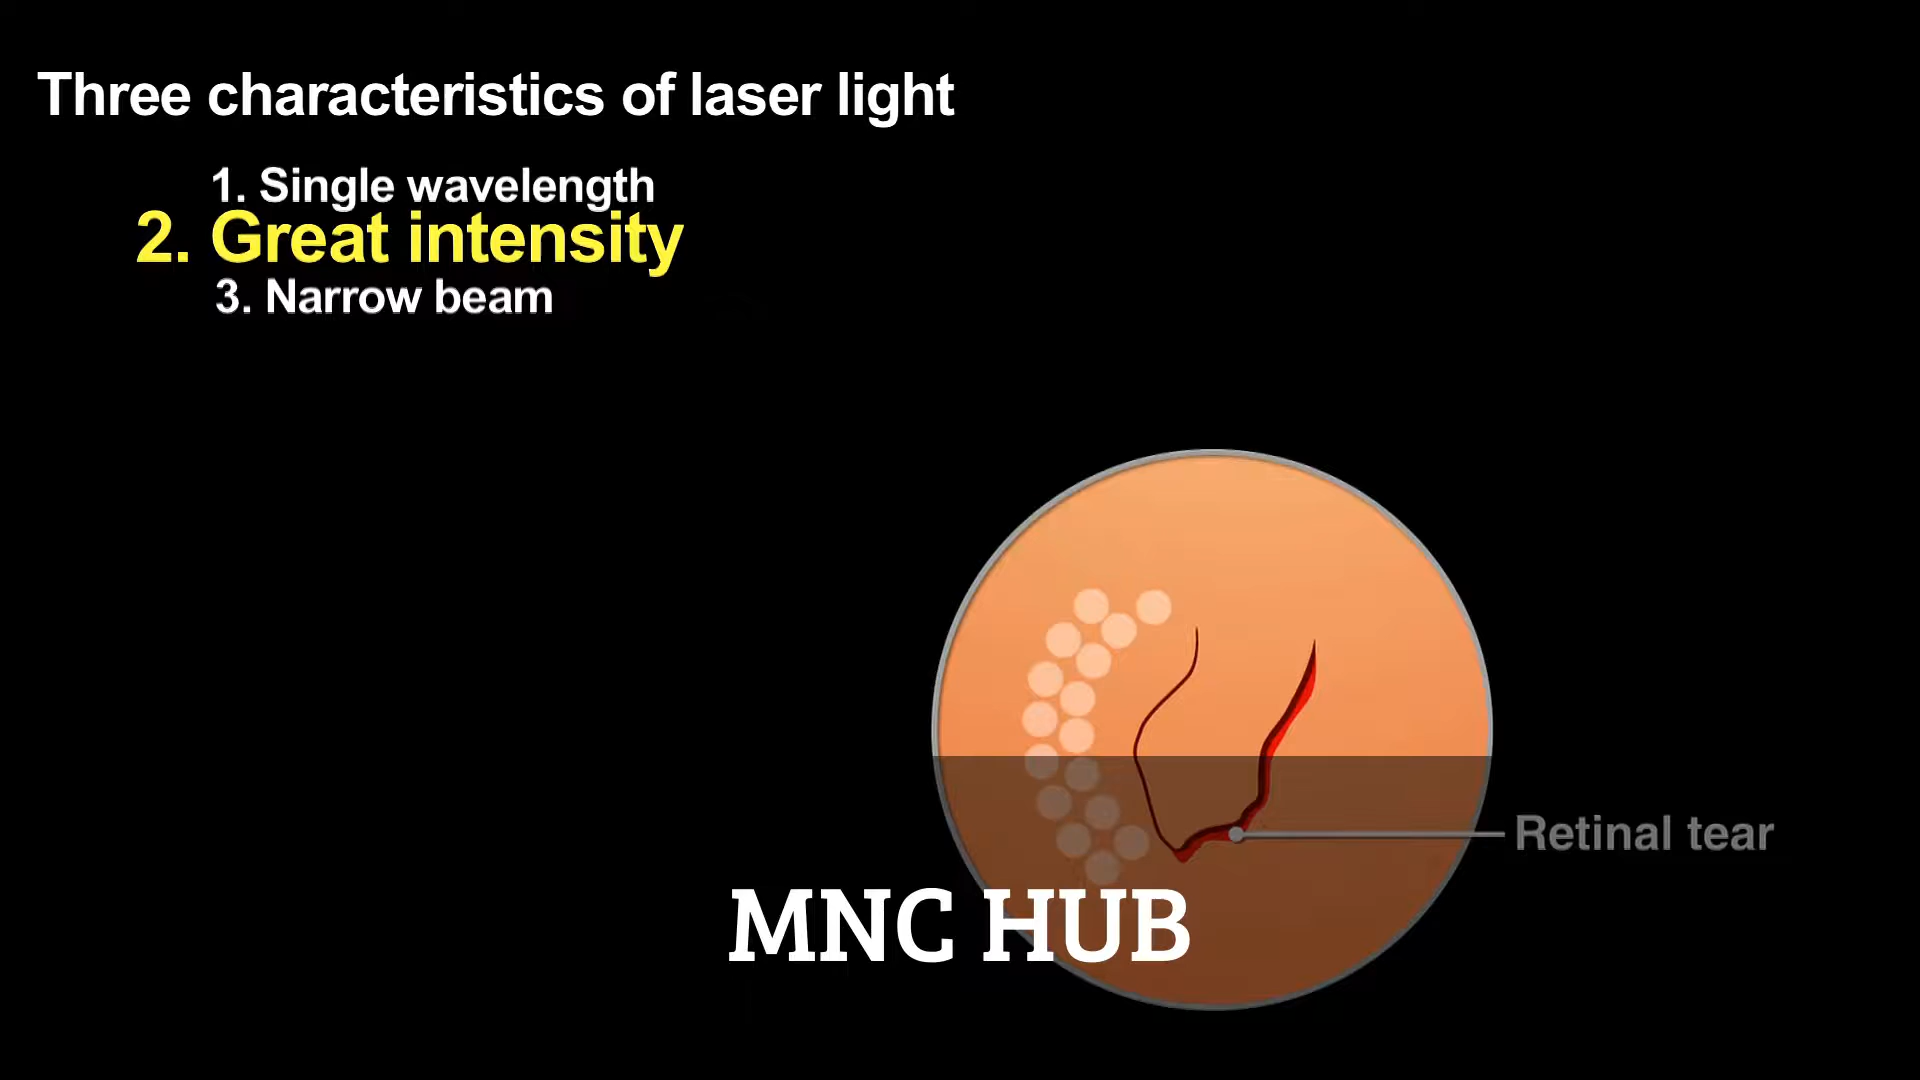 Three characteristics of laser light
1. Single wavelength
2. Great intensity
3. Narrow beam
Retinal tear
MNC HUB